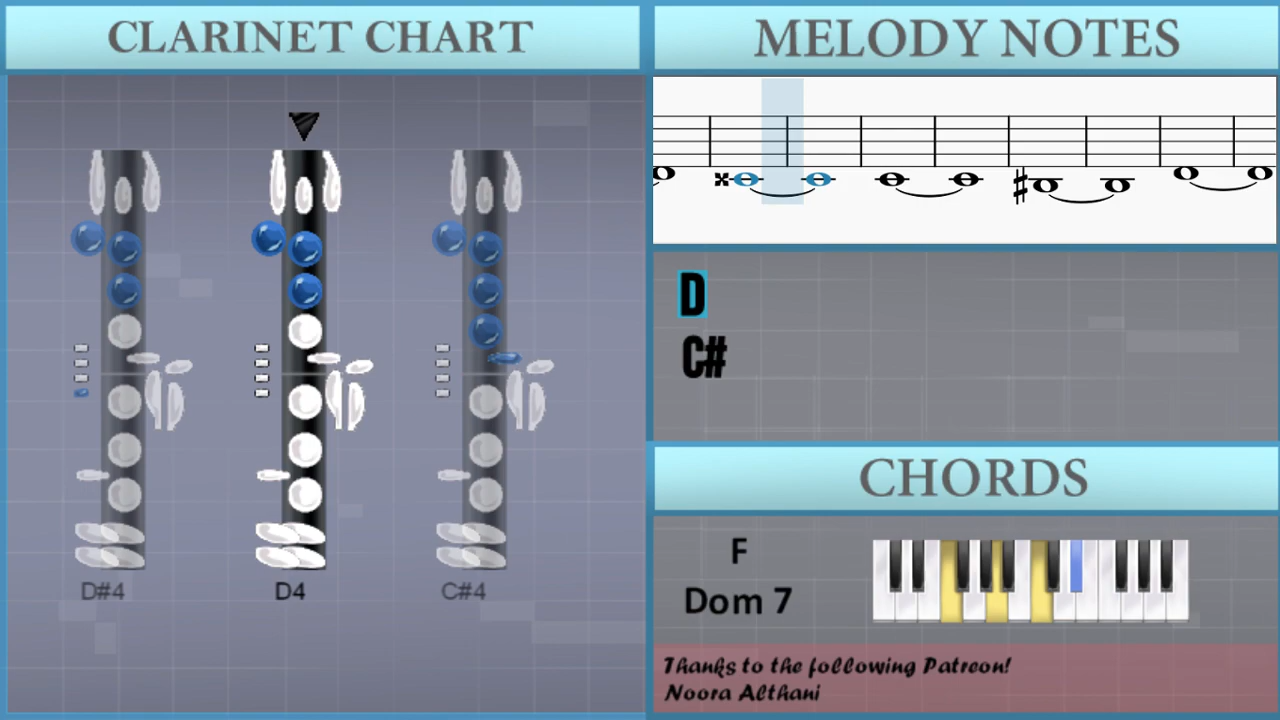 CLARINET CHART
D#4
D4
C#4
MELODY NOTES
D
C#
CHORDS
F
Dom 7
Thanks to the following Patreon!
Noora Althani